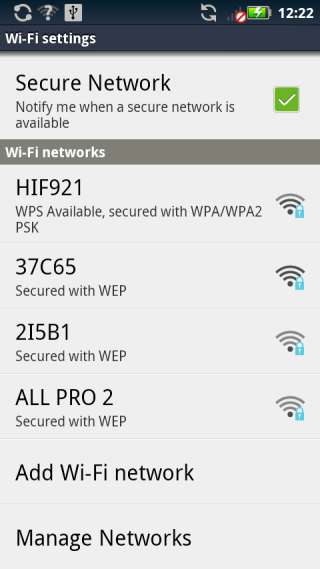 12:22
Wi-Fi settings
Secure Network
Notify me when a secure network is
available
Wi-Fi networks
HIF921
WPS Available, secured with WPA/WPA2
PSK
37C65
Secured with WEP
2I5B1
Secured with WEP
ALL PRO 2
Secured with WEP
Add Wi-Fi network
Manage Networks